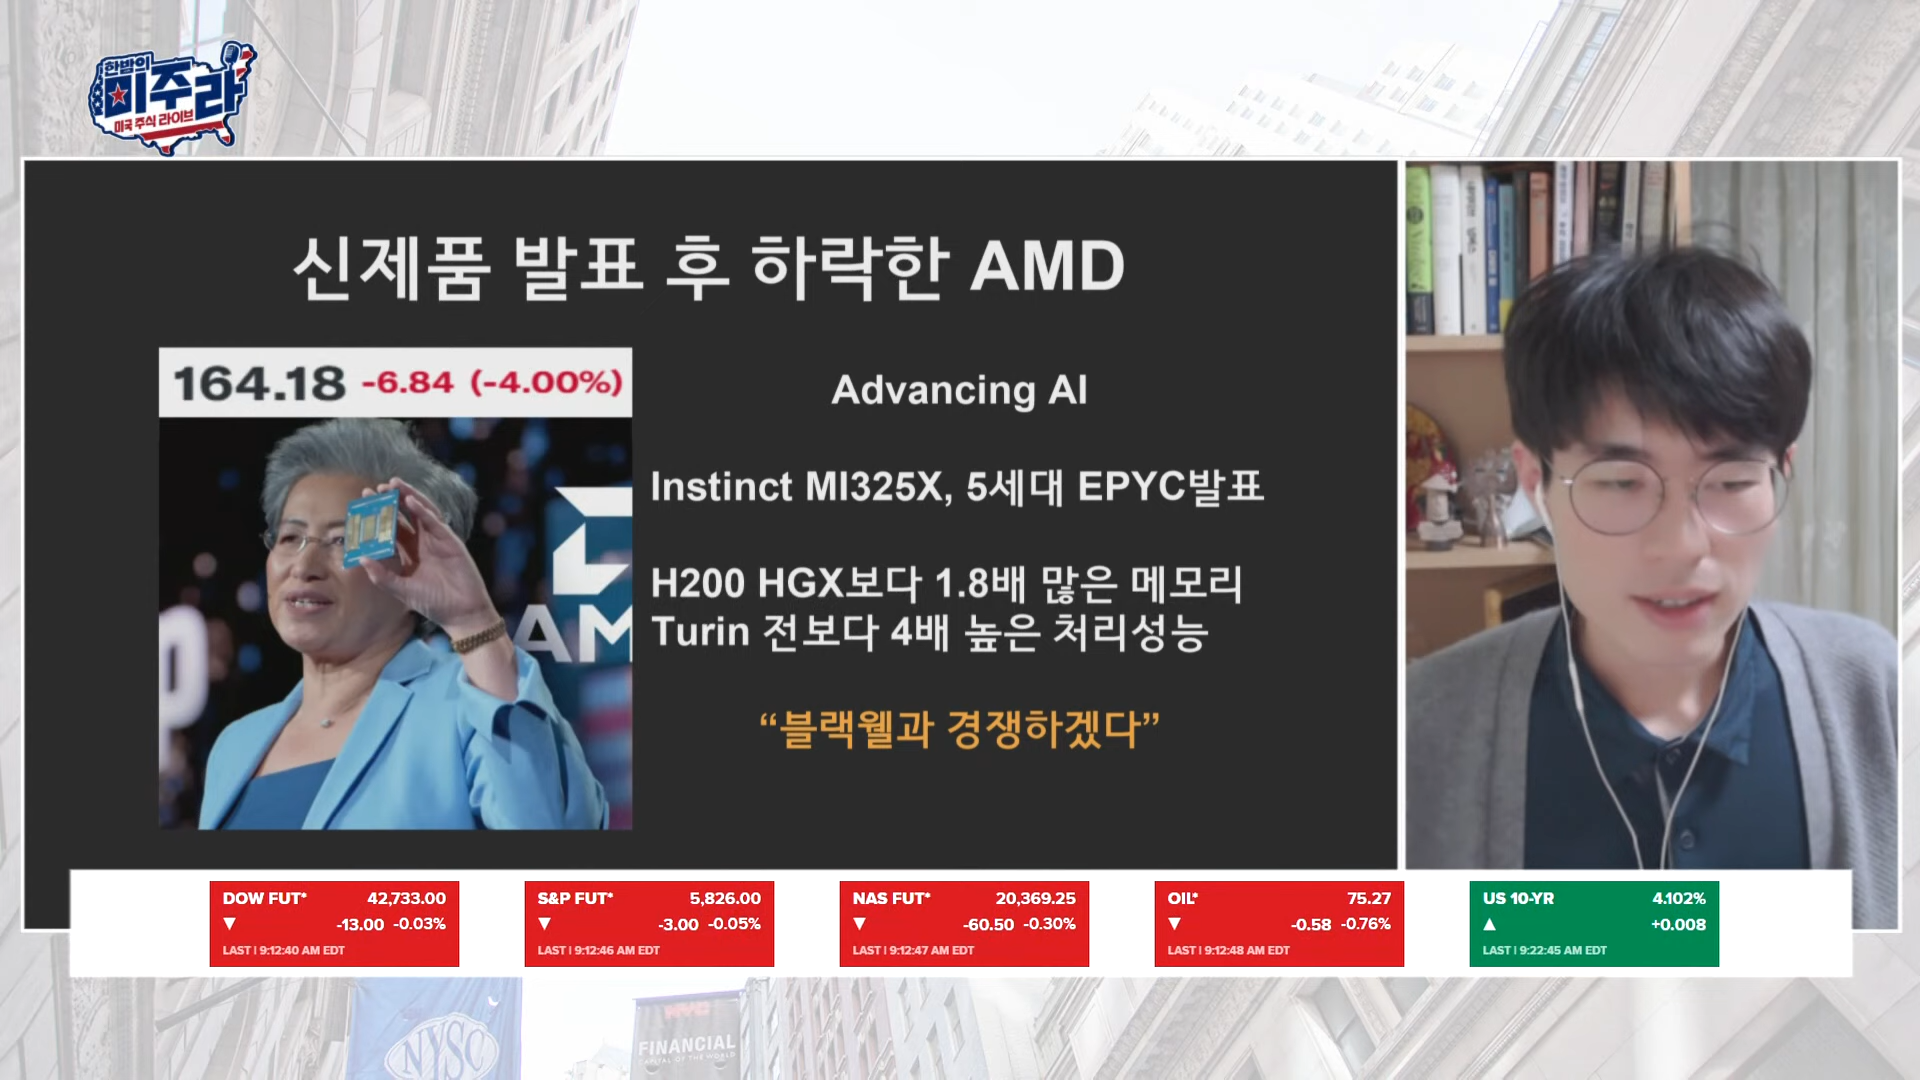 한밤의
미주라
미국 주식 라이브
신제품 발표 후 하락한 AMD
164.18 -6.84 (-4.00%)
AM
Advancing AI
Instinct MI325X, 5세대 EPYC발표
H200 HGX보다 1.8배 많은 메모리
Turin 전보다 4배 높은 처리성능
“블랙웰과 경쟁하겠다”
DOW FUT* 42,733.00
▼ -13.00 -0.03%
LAST | 9:12:40 AM EDT
S&P FUT* 5,826.00
▼ -3.00 -0.05%
LAST | 9:12:46 AM EDT
NAS FUT* 20,369.25
▼ -60.50 -0.30%
LAST | 9:12:47 AM EDT
OIL* 75.27
▼ -0.58 -0.76%
LAST | 9:12:48 AM EDT
US 10-YR 4.102%
▲ +0.008
LAST | 9:22:45 AM EDT
NYSC
FINANCIAL
CAPITAL OF THE WORLD